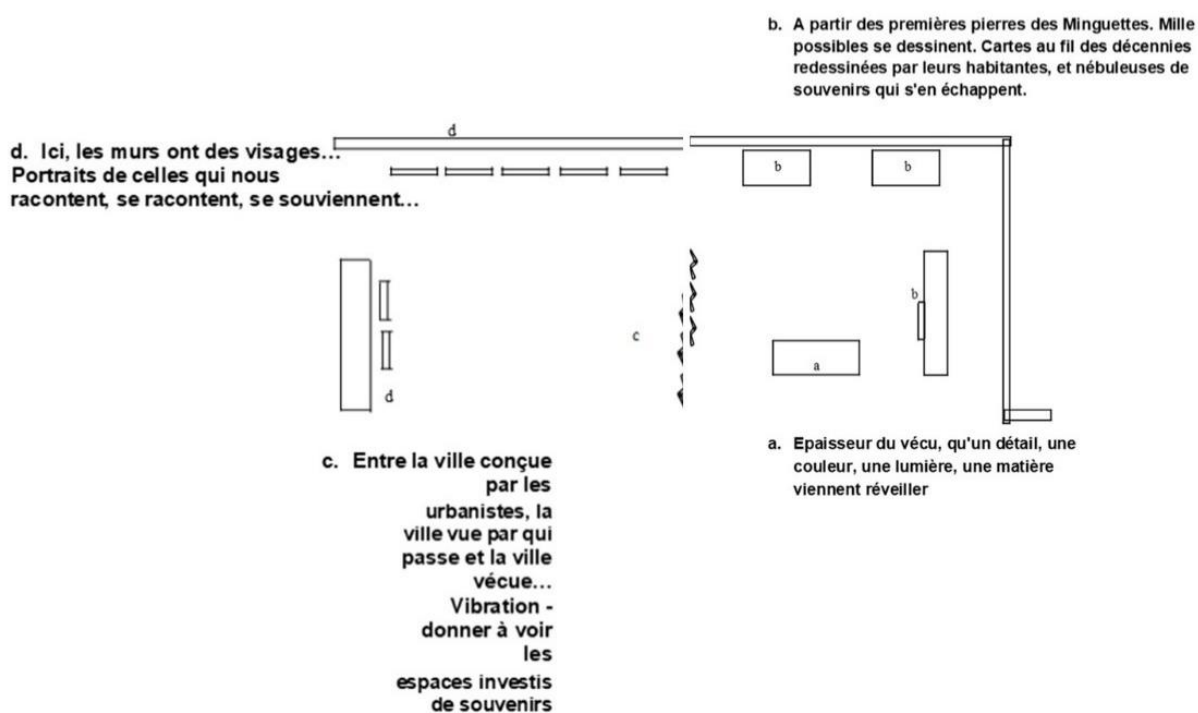 b. A partir des premières pierres des Minguettes. Mille
possibles se dessinent. Cartes au fil des décennies
redessinées par leurs habitantes, et nébuleuses de
souvenirs qui s'en échappent.
d
d. Ici, les murs ont des visages...
Portraits de celles qui nous
racontent, se racontent, se souviennent...
b
b
b
c
a
d
a. Epaisseur du vécu, qu'un détail, une
couleur, une lumière, une matière
viennent réveiller
c. Entre la ville conçue
par les
urbanistes, la
ville vue par qui
passe et la ville
vécue...
Vibration -
donner à voir
les
espaces investis
de souvenirs